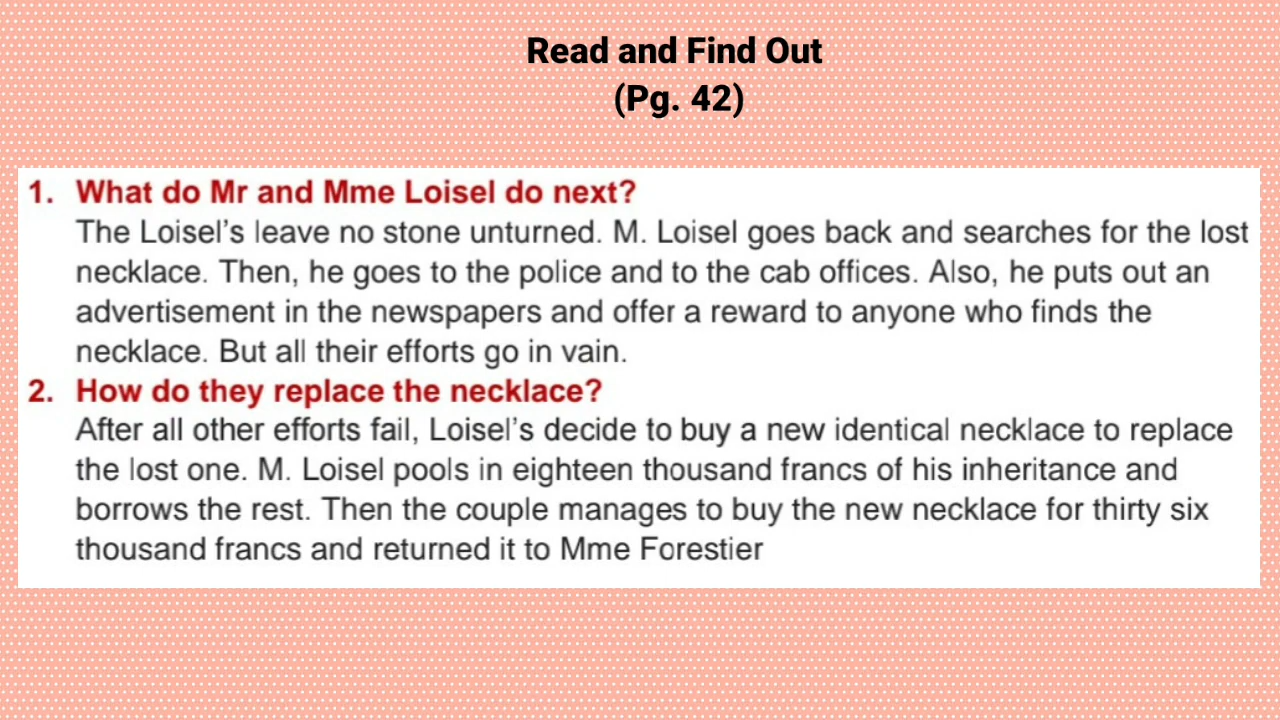 Read and Find Out
(Pg. 42)
1. What do Mr and Mme Loisel do next?
The Loisel's leave no stone unturned. M. Loisel goes back and searches for the lost
necklace. Then, he goes to the police and to the cab offices. Also, he puts out an
advertisement in the newspapers and offer a reward to anyone who finds the
necklace. But all their efforts go in vain.
2. How do they replace the necklace?
After all other efforts fail, Loisel's decide to buy a new identical necklace to replace
the lost one. M. Loisel pools in eighteen thousand francs of his inheritance and
borrows the rest. Then the couple manages to buy the new necklace for thirty six
thousand francs and returned it to Mme Forestier